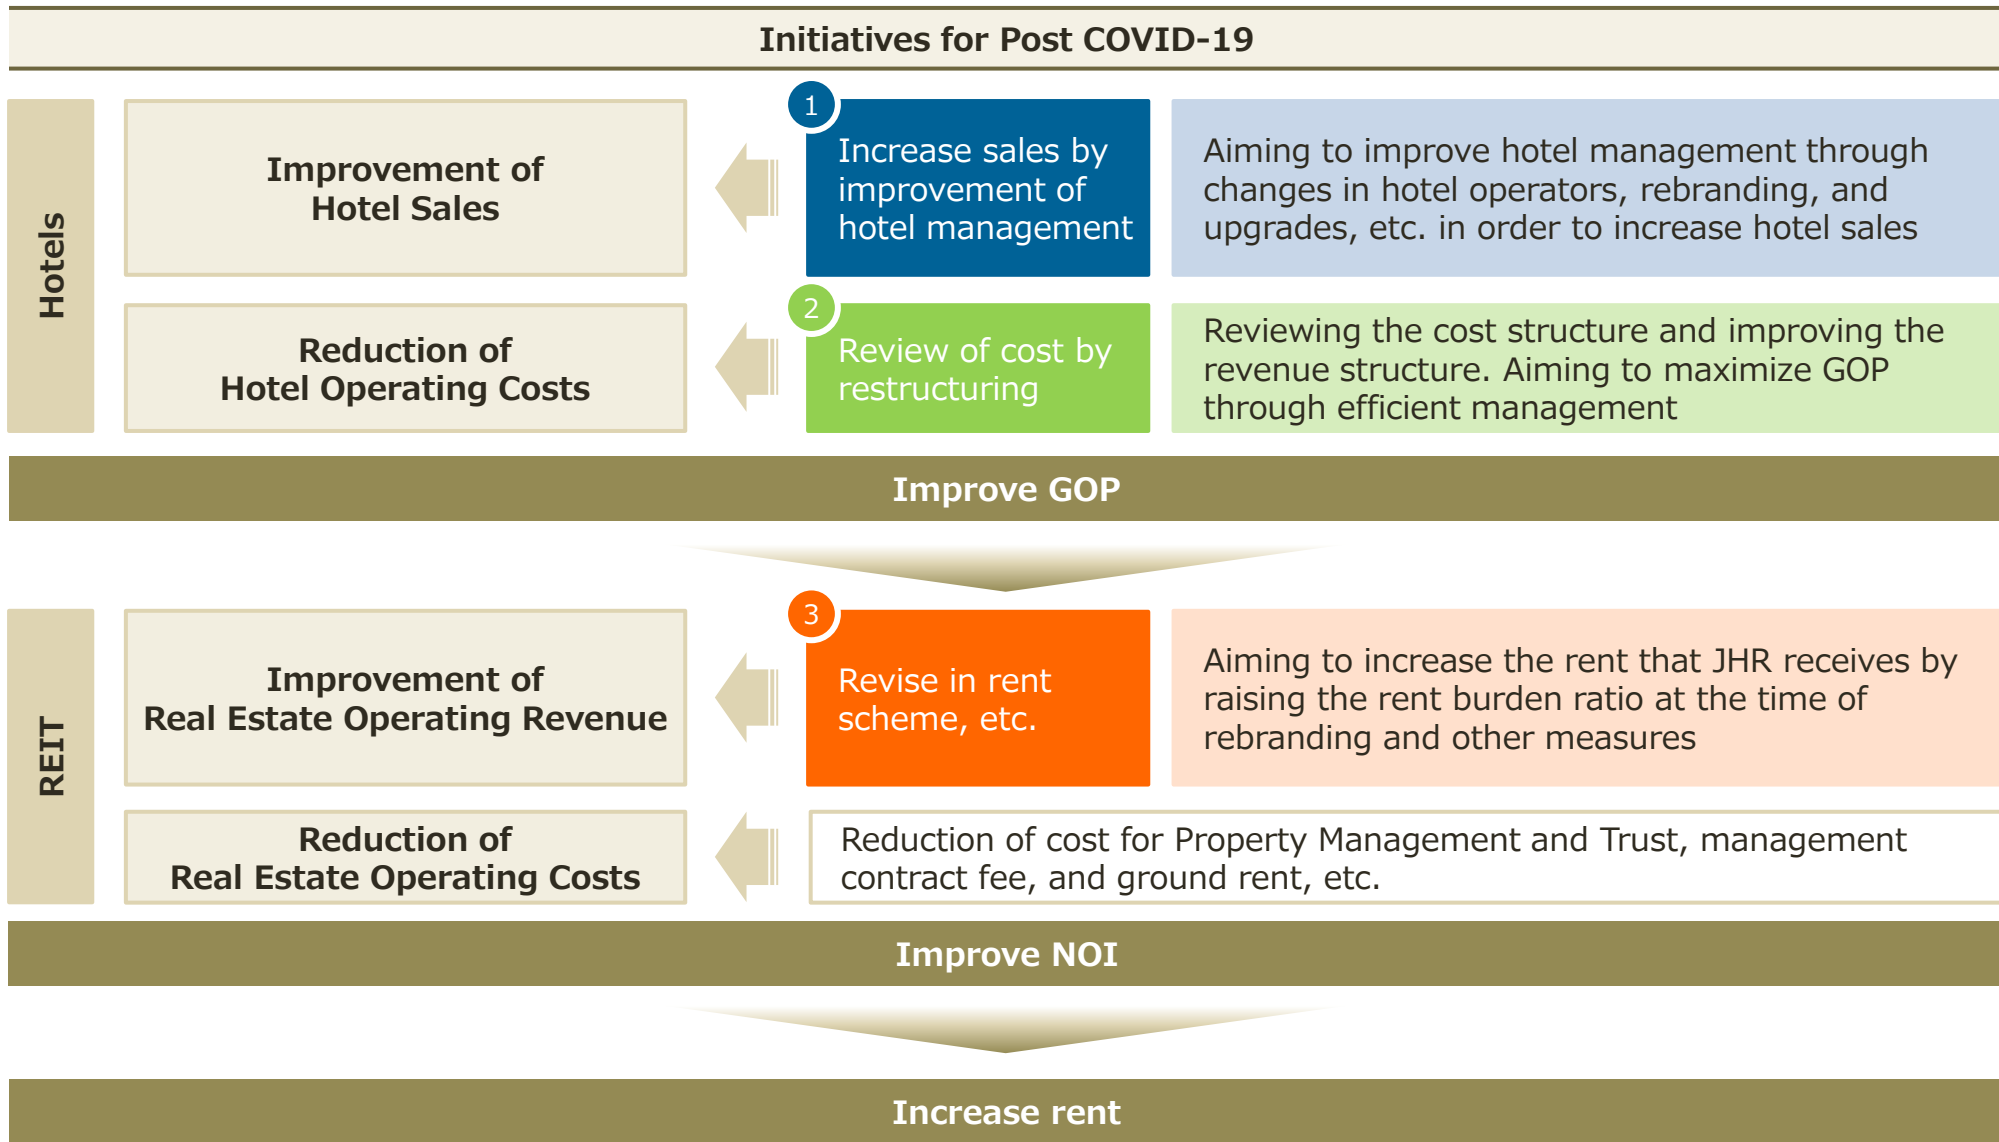 Initiatives for Post COVID-19
Hotels
Improvement of
Hotel Sales
1
Increase sales by
improvement of
hotel management
Aiming to improve hotel management through
changes in hotel operators, rebranding, and
upgrades, etc. in order to increase hotel sales
Reduction of
Hotel Operating Costs
2
Review of cost by
restructuring
Reviewing the cost structure and improving the
revenue structure. Aiming to maximize GOP
through efficient management
Improve GOP
REIT
Improvement of
Real Estate Operating Revenue
3
Revise in rent
scheme, etc.
Aiming to increase the rent that JHR receives by
raising the rent burden ratio at the time of
rebranding and other measures
Reduction of
Real Estate Operating Costs
Reduction of cost for Property Management and Trust, management
contract fee, and ground rent, etc.
Improve NOI
Increase rent